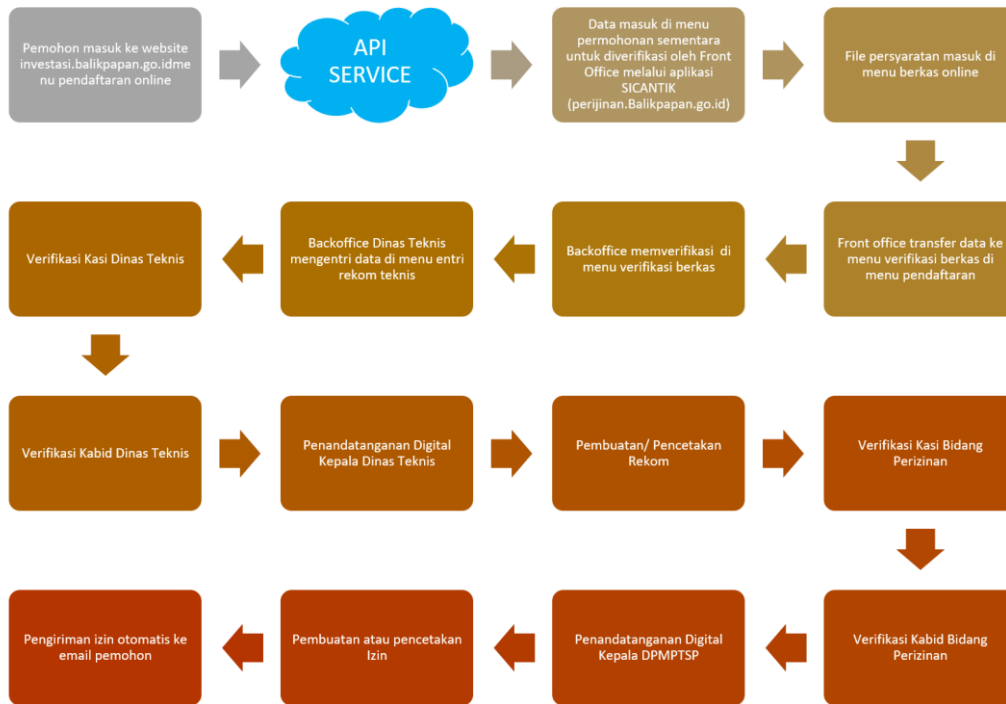 Pemohon masuk ke website
investasi.balikpapan.go.idme
nu pendaftaran online
API
SERVICE
Data masuk di menu
permohonan sementara
untuk diverifikasi oleh Front
Office melalui aplikasi
SICANTIK
(perijinan.Balikpapan.go.id)
File persyaratan masuk di
menu berkas online
Front office transfer data ke
menu verifikasi berkas di
menu pendaftaran
Backoffice memverifikasi di
menu verifikasi berkas
Backoffice Dinas Teknis
mengentri data di menu entri
rekom teknis
Verifikasi Kasi Dinas Teknis
Verifikasi Kabid Dinas Teknis
Penandatanganan Digital
Kepala Dinas Teknis
Pembuatan/ Pencetakan
Rekom
Verifikasi Kasi Bidang
Perizinan
Verifikasi Kabid Bidang
Perizinan
Penandatanganan Digital
Kepala DPMPTSP
Pembuatan atau pencetakan
Izin
Pengiriman izin otomatis ke
email pemohon